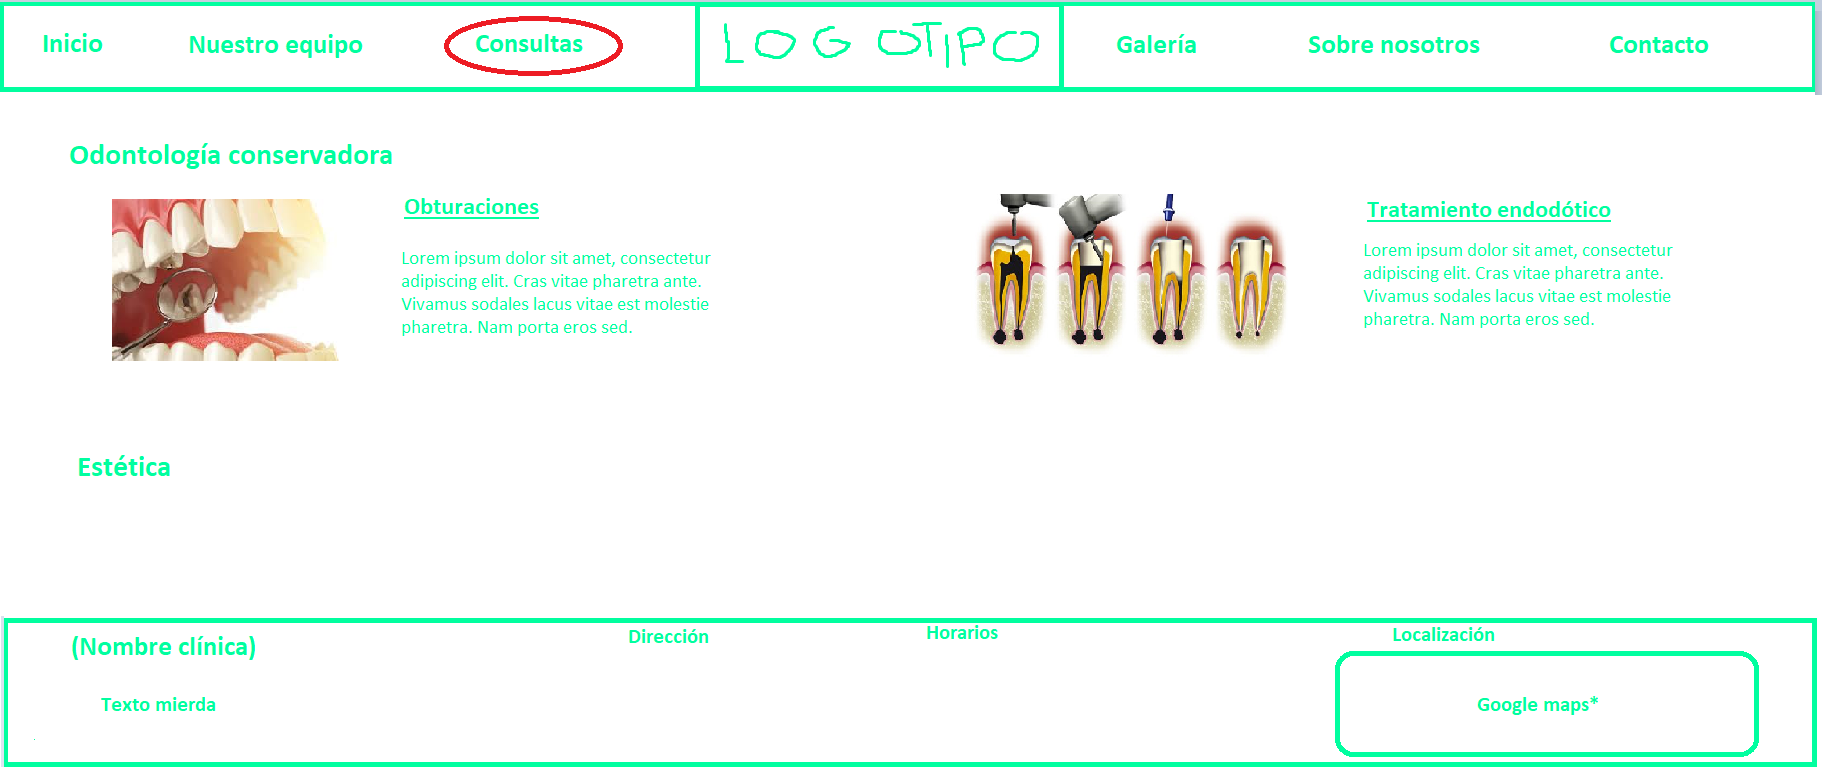 Inicio
Nuestro equipo
Consultas
LOGOTIPO
Galería
Sobre nosotros
Contacto
Odontología conservadora
Obturaciones
Lorem ipsum dolor sit amet, consectetur
adipiscing elit. Cras vitae pharetra ante.
Vivamus sodales lacus vitae est molestie
pharetra. Nam porta eros sed.
Tratamiento endodótico
Lorem ipsum dolor sit amet, consectetur
adipiscing elit. Cras vitae pharetra ante.
Vivamus sodales lacus vitae est molestie
pharetra. Nam porta eros sed.
Estética
(Nombre clínica)
Texto mierda
Dirección
Horarios
Localización
Google maps*